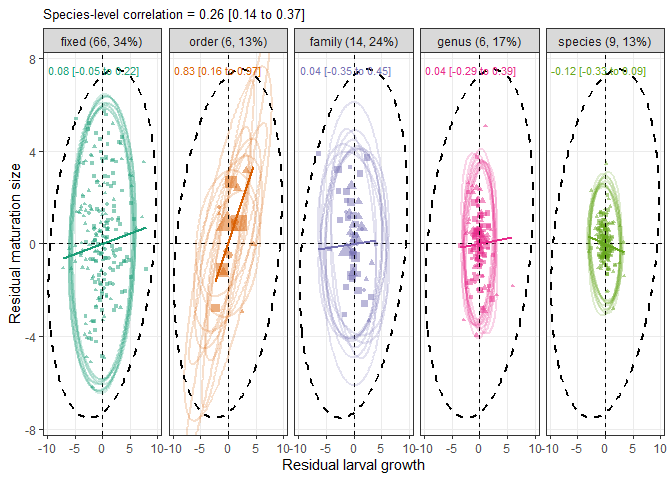 Species-level correlation = 0.26 [0.14 to 0.37]
fixed (66, 34%) order (6, 13%) family (14, 24%) genus (6, 17%) species (9, 13%)
0.08 [-0.05 to 0.22] 0.83 [0.16 to 0.97] 0.04 [-0.35 to 0.45] 0.04 [-0.29 to 0.39] -0.12 [-0.33 to 0.09]
8
4
0
-4
-8
Residual maturation size
-10 -5 0 5 10 -10 -5 0 5 10 -10 -5 0 5 10 -10 -5 0 5 10 -10 -5 0 5 10
Residual larval growth